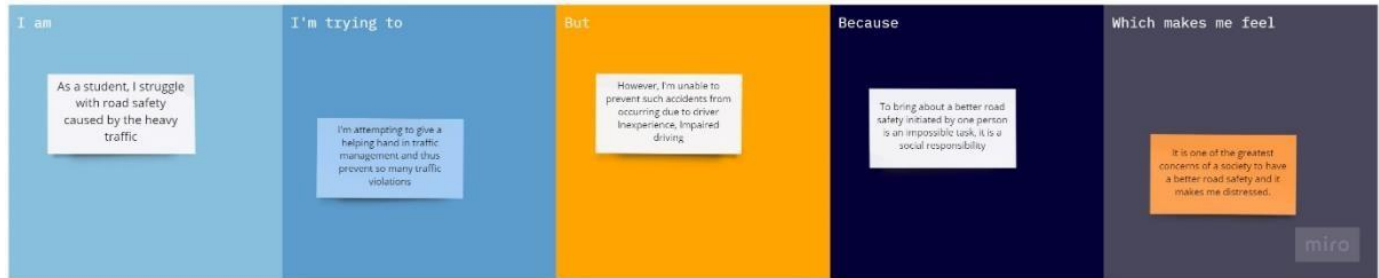 I am
As a student, I struggle
with road safety
caused by the heavy
traffic
I'm trying to
I'm attempting to give a
helping hand in traffic
management and thus
prevent so many traffic
violations
But
However, I'm unable to
prevent such accidents from
occurring due to driver
Inexperience, Impaired
driving
Because
To bring about a better road
safety initiated by one person
is an impossible task, it is a
social responsibility
Which makes me feel
It is one of the greatest
concerns of a society to have
a better road safety and it
makes me distressed.
miro